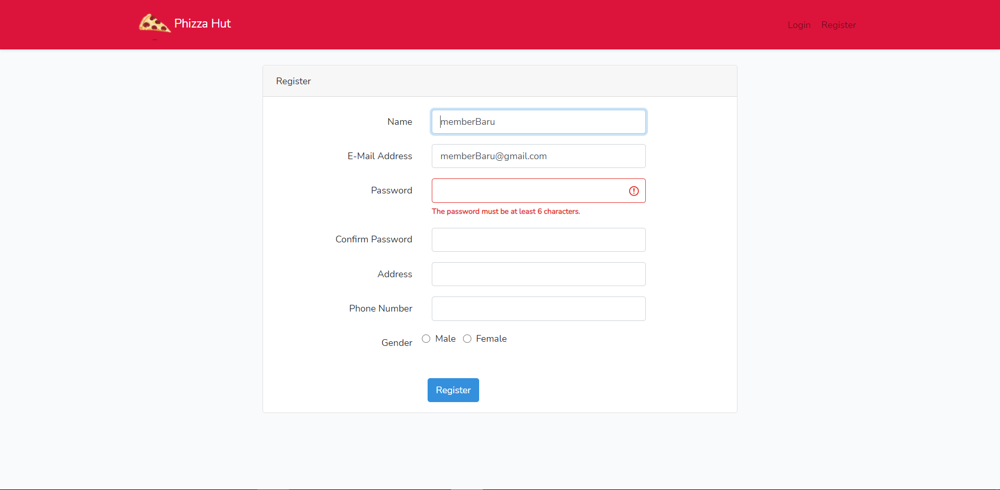 Phizza Hut
Login Register
Register
Name memberBaru
E-Mail Address memberBaru@gmail.com
Password
The password must be at least 6 characters.
Confirm Password
Address
Phone Number
Gender Male Female
Register